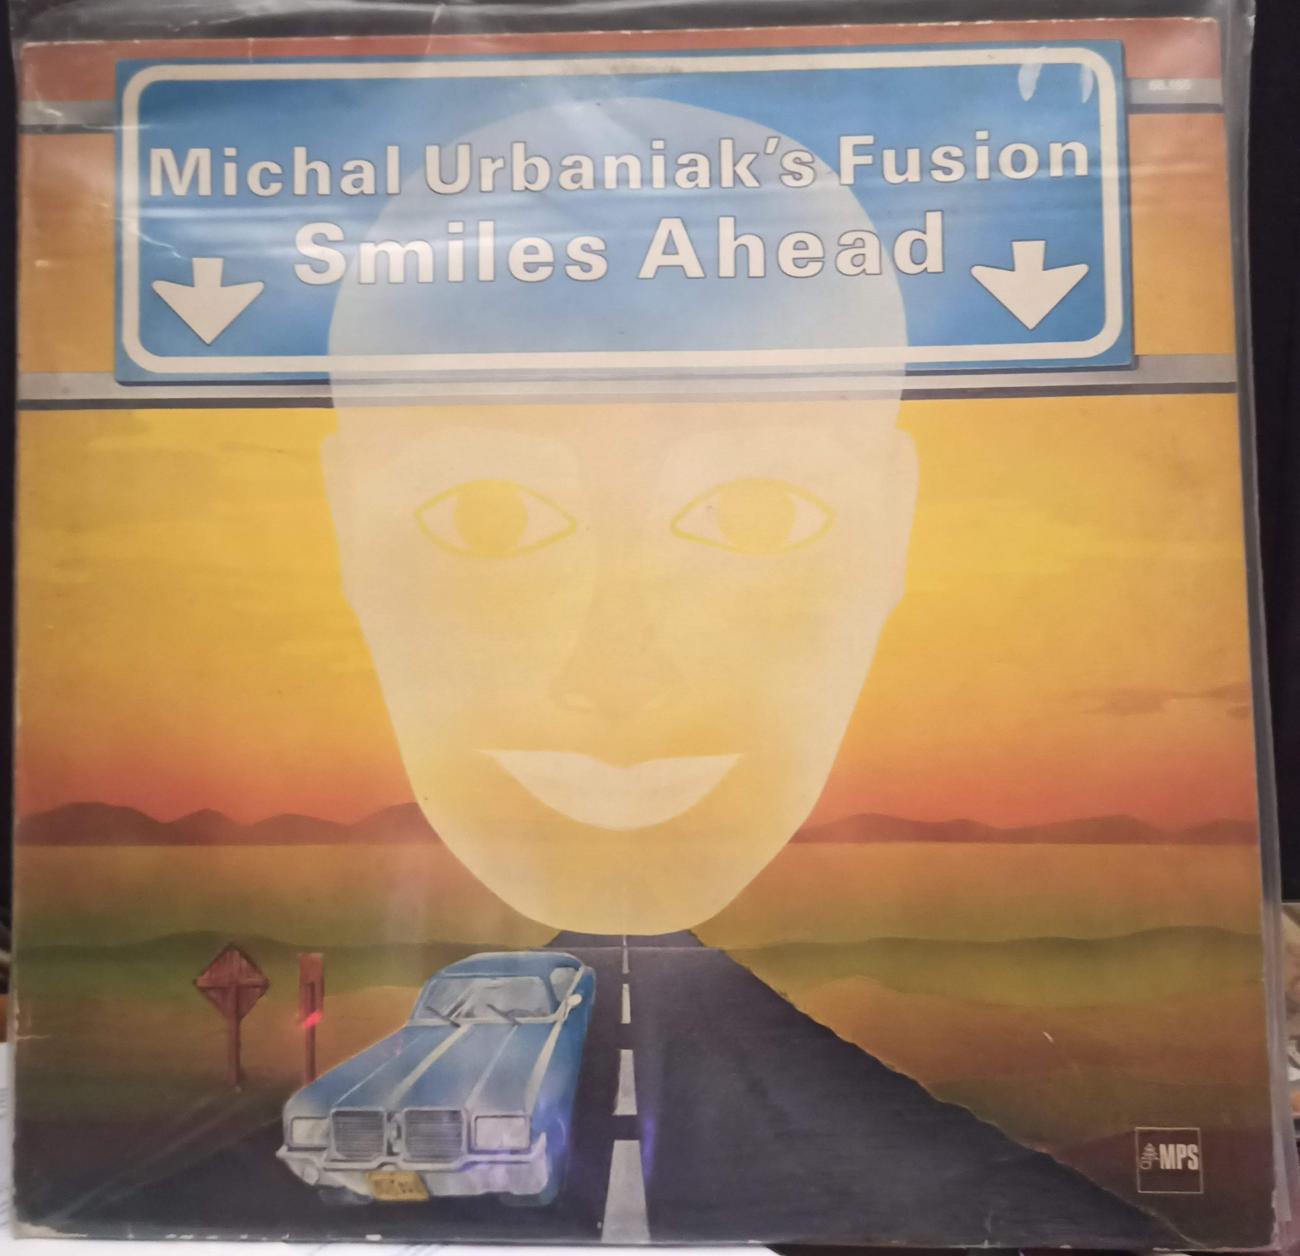 Michal Urbaniak's Fusion
Smiles Ahead
MPS